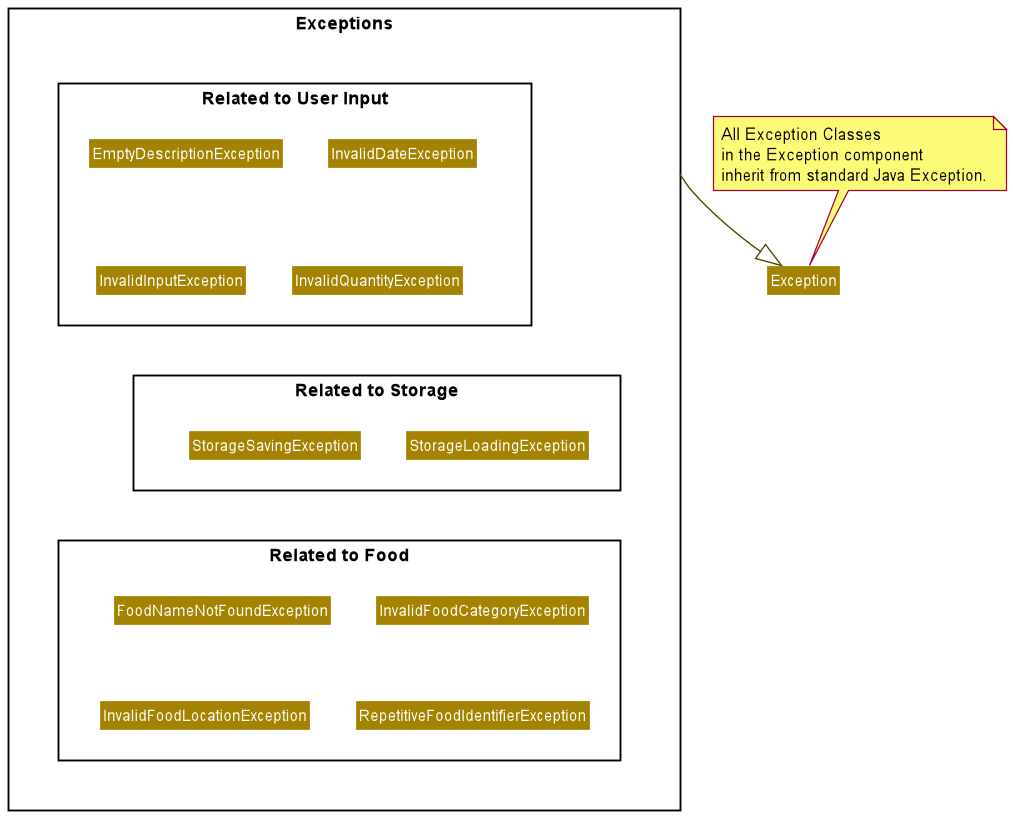 Exceptions
Related to User Input
EmptyDescriptionException
InvalidDateException
InvalidInputException
InvalidQuantityException
Related to Storage
StorageSavingException
StorageLoadingException
Related to Food
FoodNameNotFoundException
InvalidFoodCategoryException
InvalidFoodLocationException
RepetitiveFoodIdentifierException
All Exception Classes
in the Exception component
inherit from standard Java Exception.
Exception